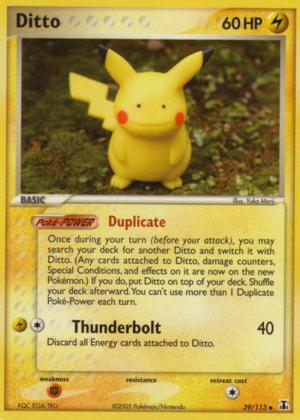 Ditto 60 HP
BASIC Illus. Yuka Morii
Poké-POWER Duplicate
Once during your turn (before your attack), you may
search your deck for another Ditto and switch it with
Ditto. (Any cards attached to Ditto, damage counters,
Special Conditions, and effects on it are now on the new
Pokémon.) If you do, put Ditto on top of your deck. Shuffle
your deck afterward. You can't use more than 1 Duplicate
Poké-Power each turn.
Thunderbolt 40
Discard all Energy cards attached to Ditto.
weakness resistance retreat cost
©2005 Pokémon/Nintendo 39/113